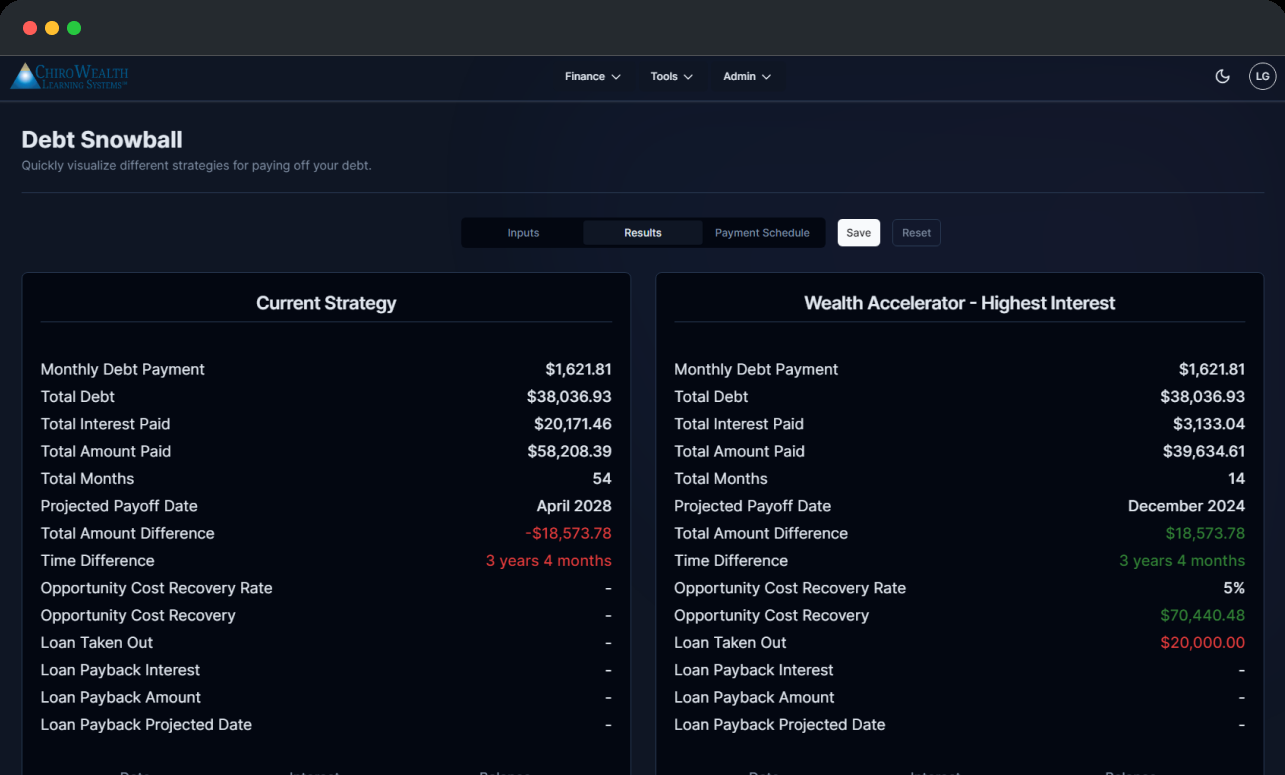 CHIROWEALTH
LEARNING SYSTEMS™
Finance
Tools
Admin
LG
Debt Snowball
Quickly visualize different strategies for paying off your debt.
Inputs
Results
Payment Schedule
Save
Reset
Current Strategy
Monthly Debt Payment $1,621.81
Total Debt $38,036.93
Total Interest Paid $20,171.46
Total Amount Paid $58,208.39
Total Months 54
Projected Payoff Date April 2028
Total Amount Difference -$18,573.78
Time Difference 3 years 4 months
Opportunity Cost Recovery Rate -
Opportunity Cost Recovery -
Loan Taken Out -
Loan Payback Interest -
Loan Payback Amount -
Loan Payback Projected Date -
Wealth Accelerator - Highest Interest
Monthly Debt Payment $1,621.81
Total Debt $38,036.93
Total Interest Paid $3,133.04
Total Amount Paid $39,634.61
Total Months 14
Projected Payoff Date December 2024
Total Amount Difference $18,573.78
Time Difference 3 years 4 months
Opportunity Cost Recovery Rate 5%
Opportunity Cost Recovery $70,440.48
Loan Taken Out $20,000.00
Loan Payback Interest -
Loan Payback Amount -
Loan Payback Projected Date -